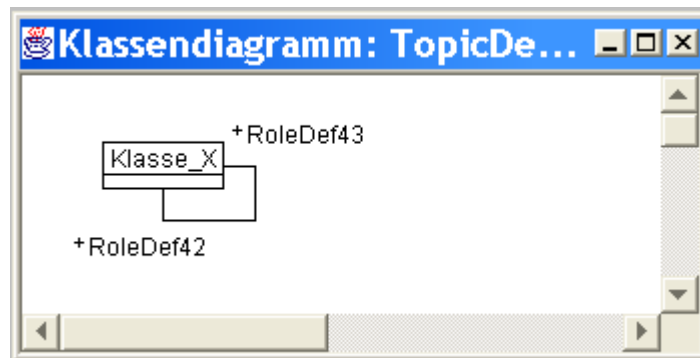 Klassendiagramm: TopicDe...
+RoleDef43
Klasse_X
+RoleDef42